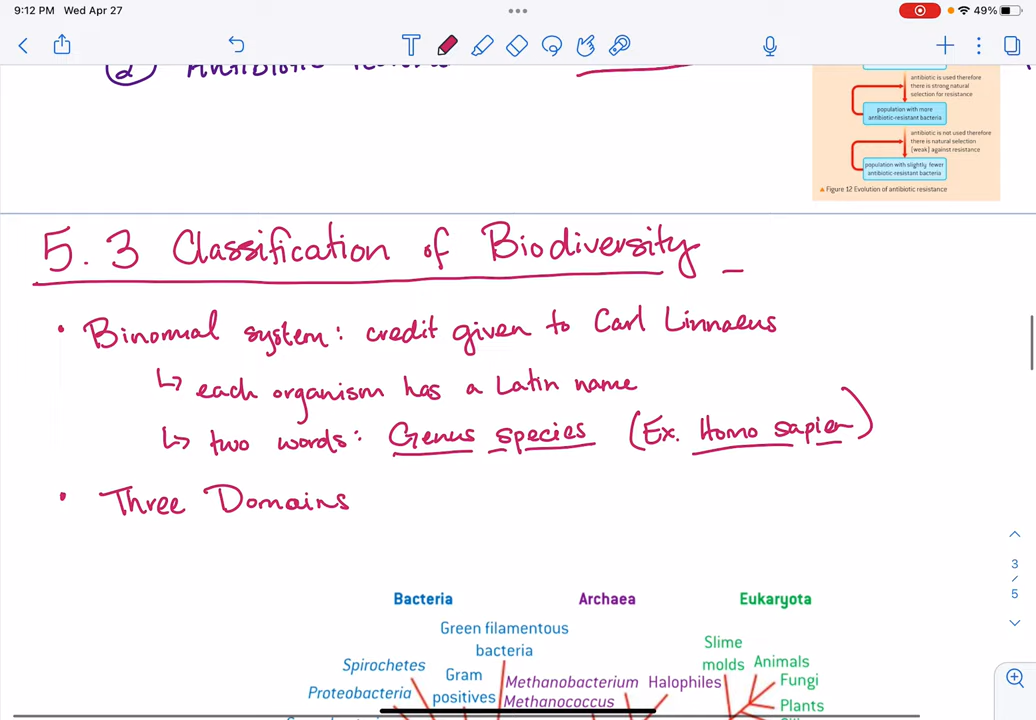 9:12 PM Wed Apr 27
49%
antibiotic is used therefore
there is strong natural
selection for resistance
population with more
antibiotic-resistant bacteria
antibiotic is not used therefore
there is natural selection
(weak) against resistance
population with slightly fewer
antibiotic-resistant bacteria
Figure 12 Evolution of antibiotic resistance
5.3 Classification of Biodiversity
• Binomial system: credit given to Carl Linnaeus
↳ each organism has a Latin name
↳ two words: Genus species (Ex. Homo sapien)
• Three Domains
3
/
5
Bacteria Archaea Eukaryota
Green filamentous
bacteria
Slime
molds
Spirochetes
Animals
Gram
positives
Methanobacterium
Halophiles
Fungi
Proteobacteria
Methanococcus
Plants